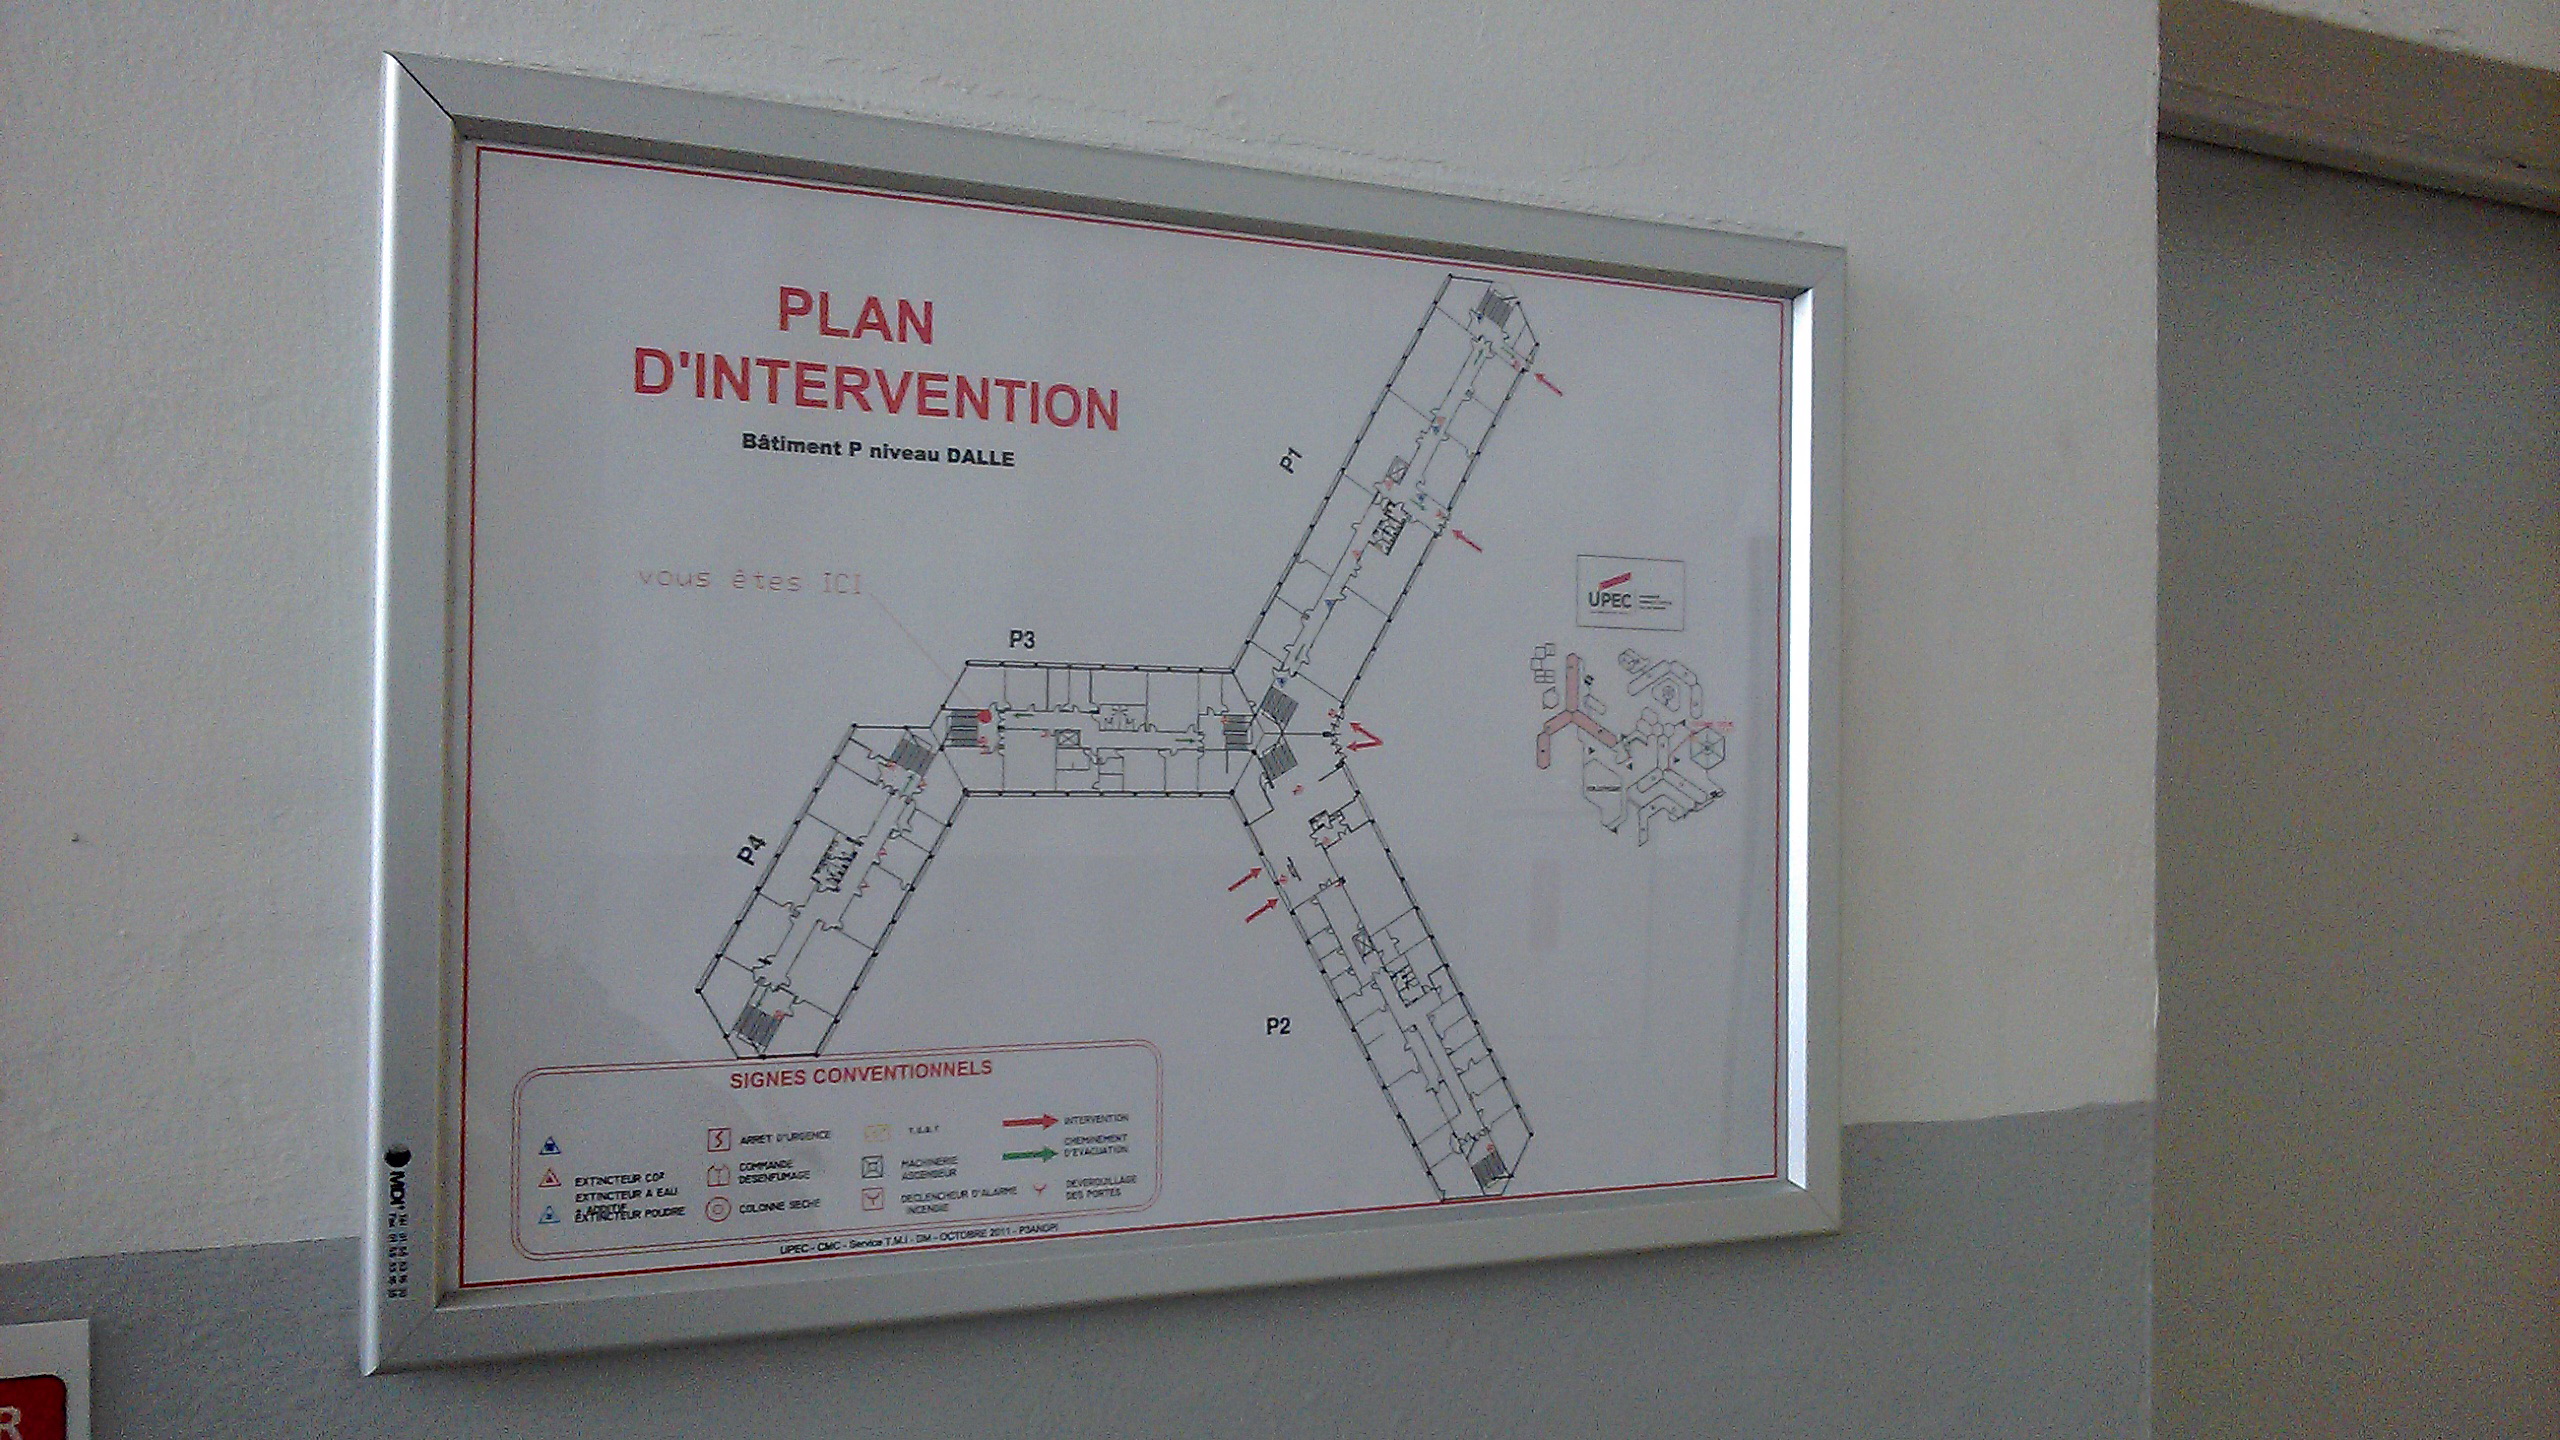 PLAN
D'INTERVENTION
Bâtiment P niveau DALLE
vous êtes ICI
P1
P3
P4
P2
UPEC
SIGNES CONVENTIONNELS
EXTINCTEUR CO2
EXTINCTEUR A EAU
+ ADDITIF
EXTINCTEUR POUDRE
ARRET D'URGENCE
COMMANDE
DESENFUMAGE
COLONNE SECHE
T.G.B.T
MACHINERIE
ASCENSEUR
DECLENCHEUR D'ALARME
INCENDIE
INTERVENTION
CHEMINEMENT
D'EVACUATION
DEVEROUILLAGE
DES PORTES
UPEC - CMC - Service T.M.I - SM - OCTOBRE 2011 - P3ANDPI
MDI
R